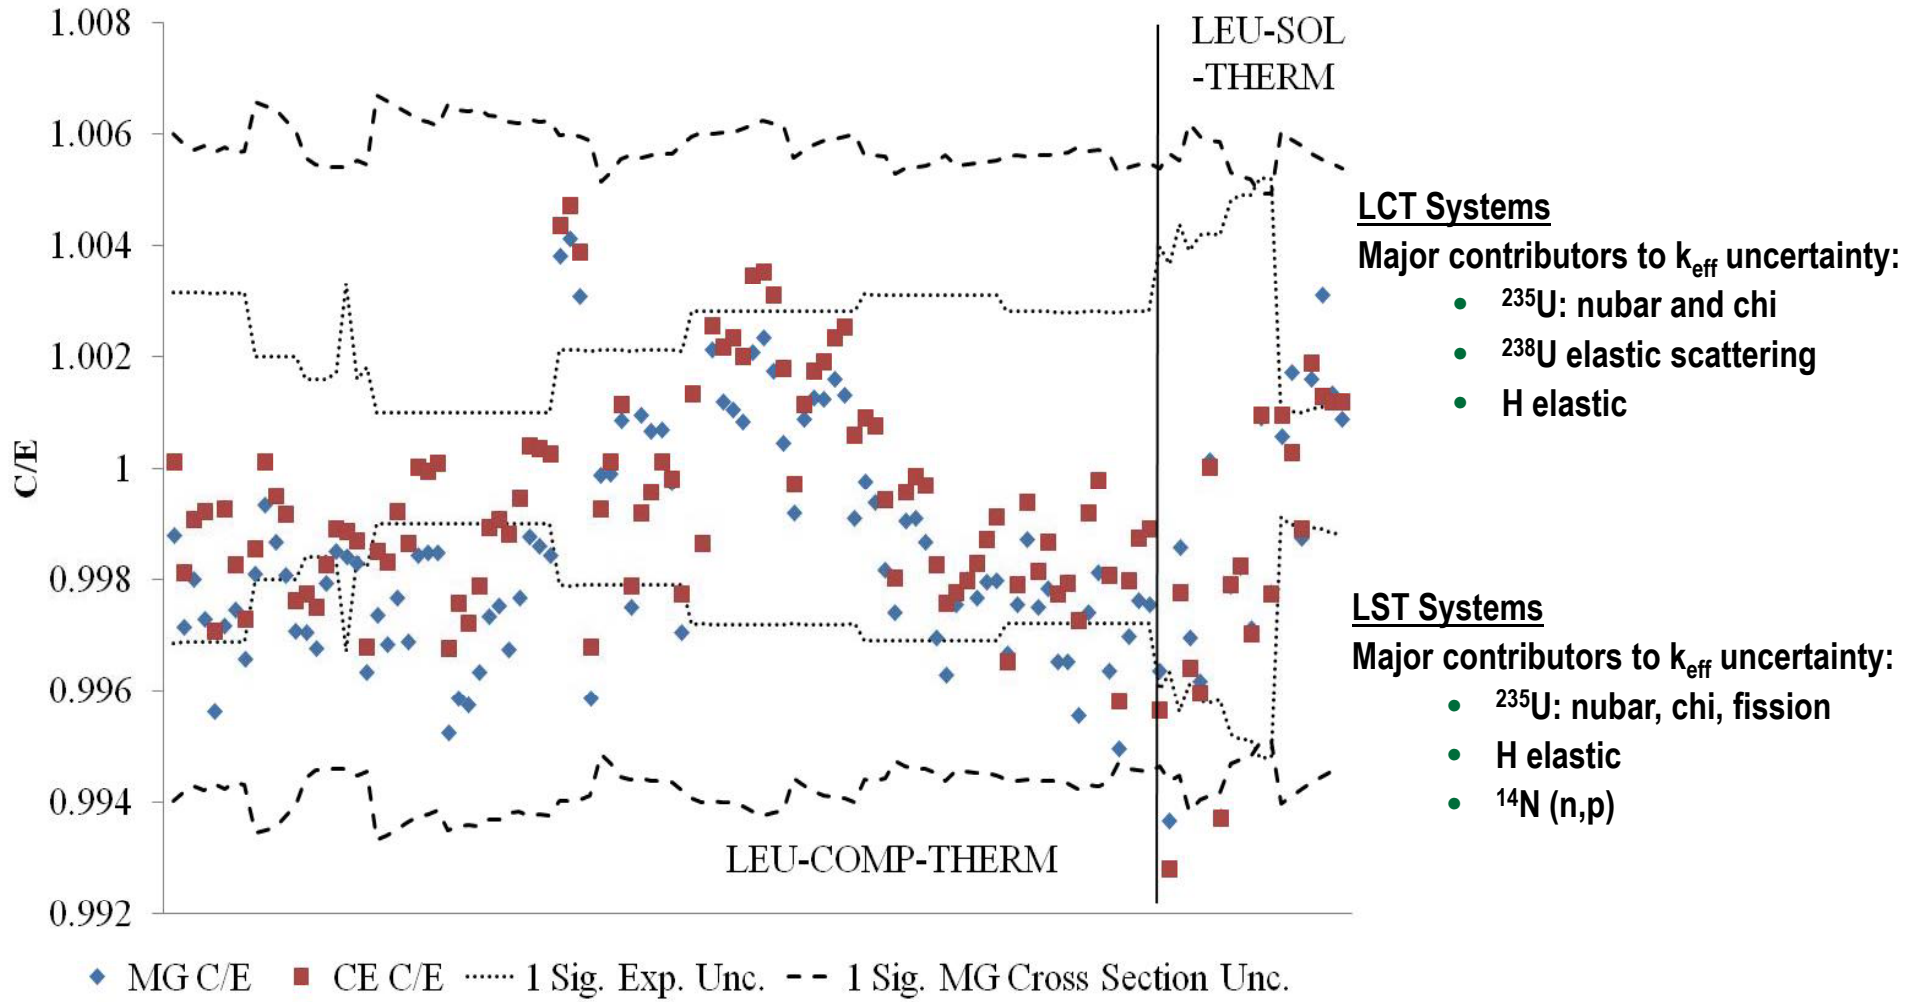 1.008
1.006
1.004
1.002
1
0.998
0.996
0.994
0.992
C/E
LEU-SOL
-THERM
LEU-COMP-THERM
MG C/E CE C/E 1 Sig. Exp. Unc. 1 Sig. MG Cross Section Unc.
LCT Systems
Major contributors to keff uncertainty:
• 235U: nubar and chi
• 238U elastic scattering
• H elastic
LST Systems
Major contributors to keff uncertainty:
• 235U: nubar, chi, fission
• H elastic
• 14N (n,p)